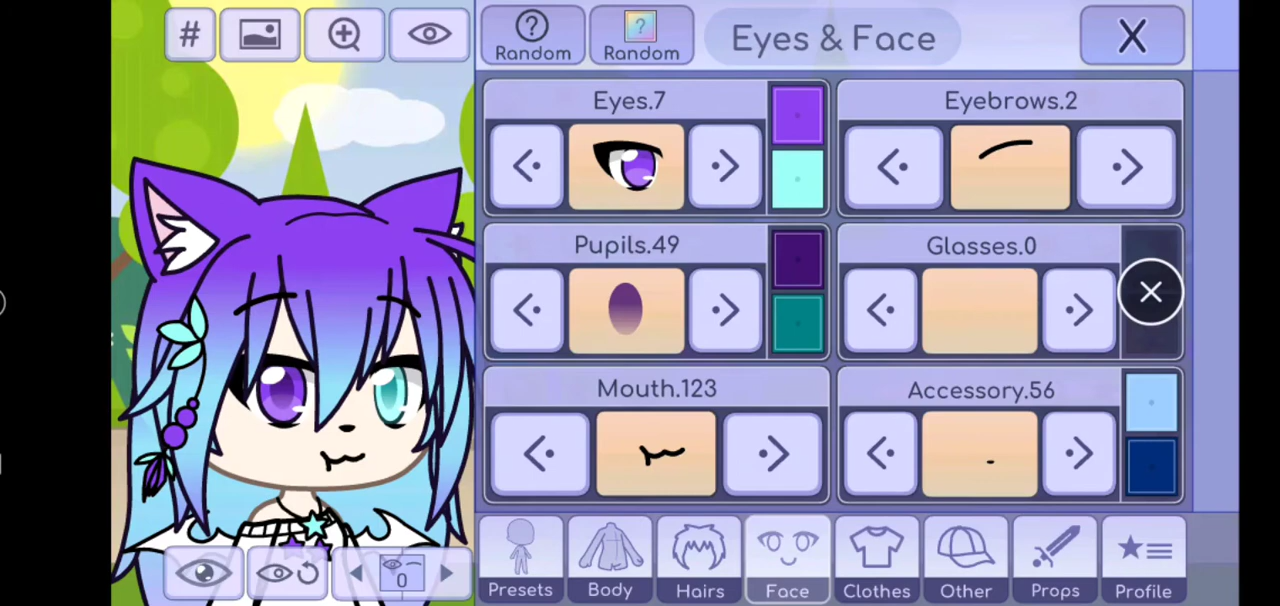 #
?
Random
?
Random
Eyes & Face
X
Eyes.7
Eyebrows.2
Pupils.49
Glasses.0
Mouth.123
Accessory.56
0
Presets
Body
Hairs
Face
Clothes
Other
Props
Profile